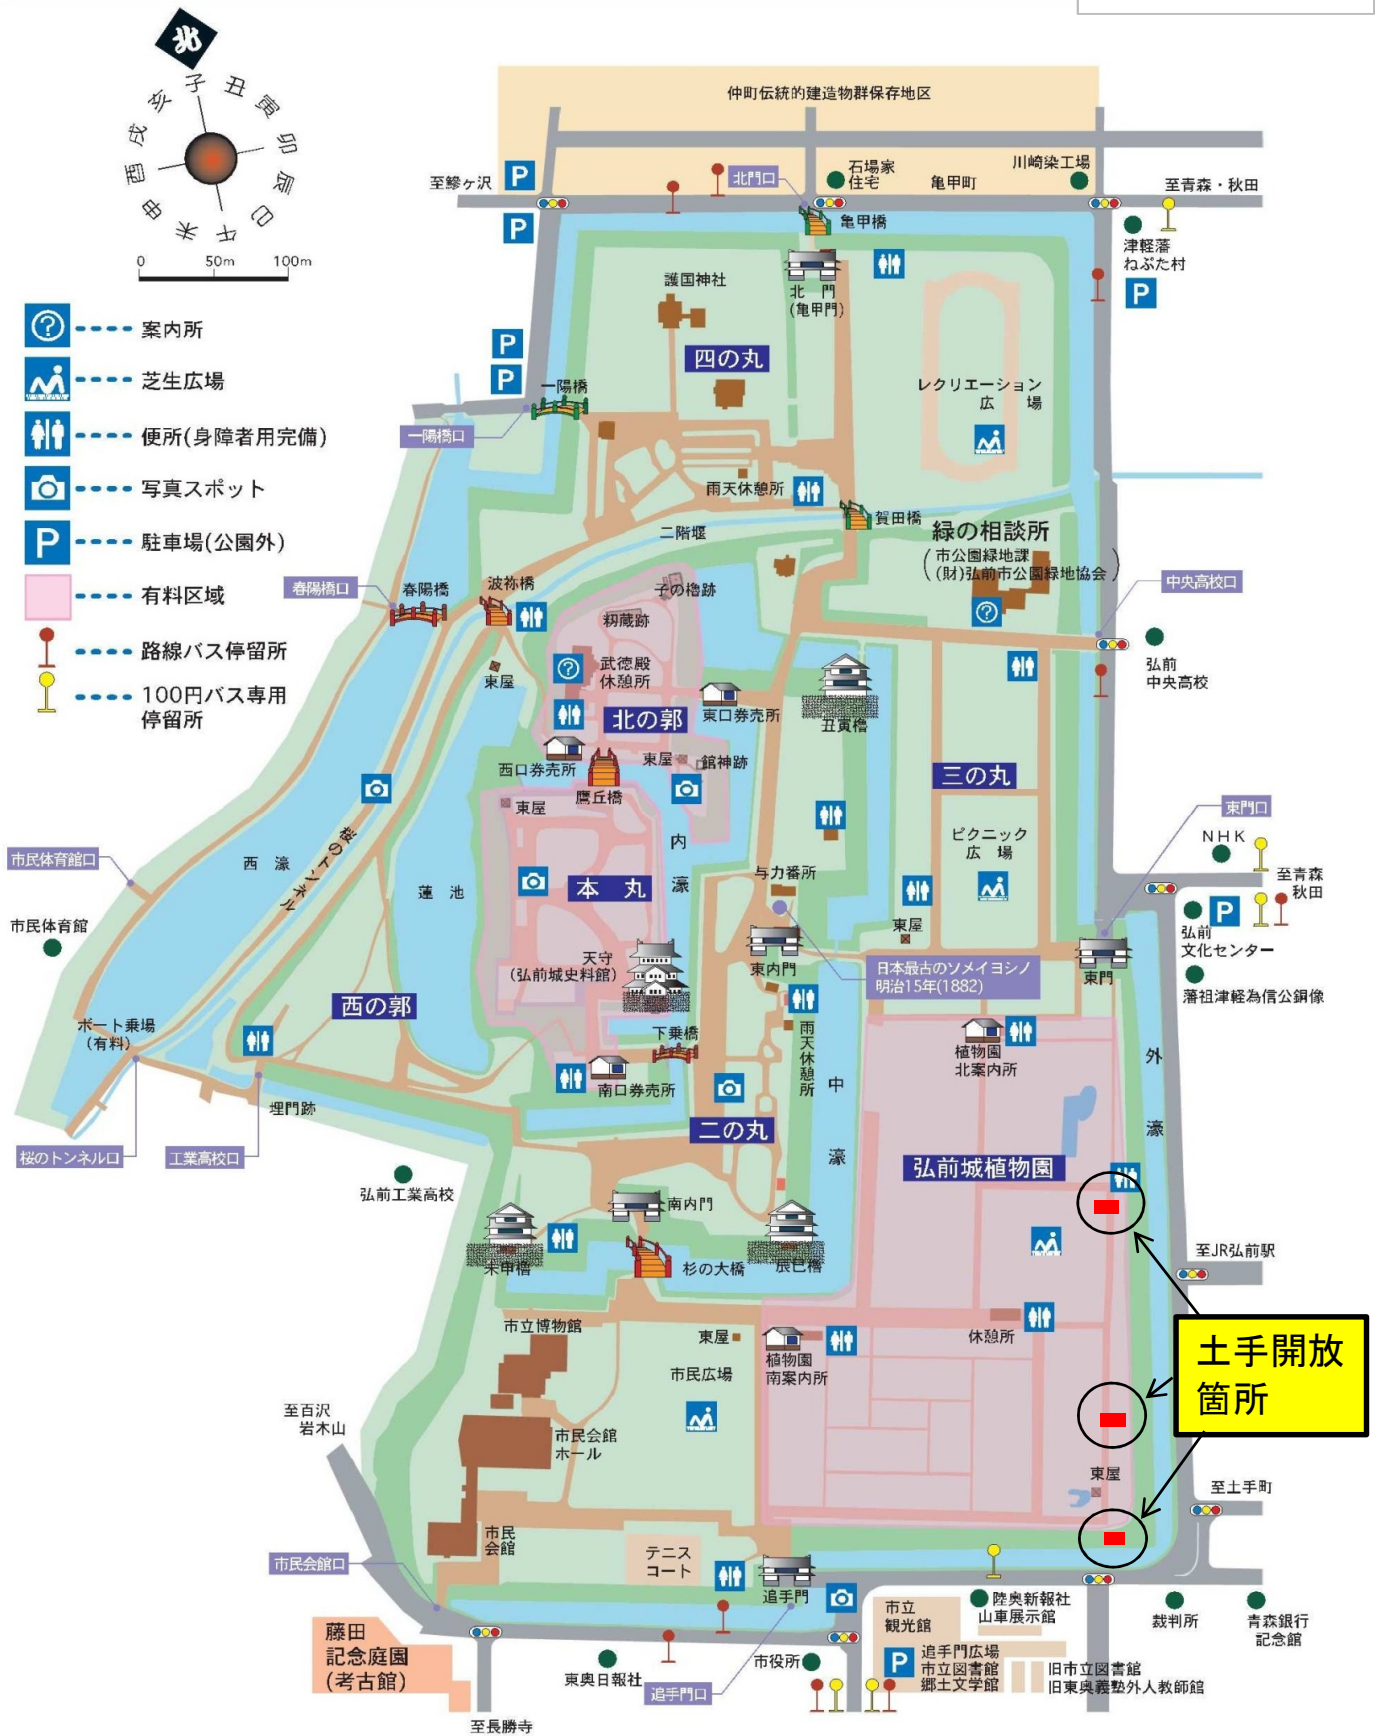 北
子
丑
寅
卯
辰
巳
午
未
申
酉
戌
亥
0 50m 100m
案内所
芝生広場
便所(身障者用完備)
写真スポット
P 駐車場(公園外)
有料区域
路線バス停留所
100円バス専用
停留所
仲町伝統的建造物群保存地区
至鰺ヶ沢
P
P
北門口
石場家
住宅
亀甲町
川崎染工場
至青森・秋田
亀甲橋
津軽藩
ねぷた村
P
北 門
(亀甲門)
護国神社
四の丸
レクリエーション
広 場
P
P
一陽橋
一陽橋口
雨天休憩所
賀田橋
二階堰
緑の相談所
市公園緑地課
(財)弘前市公園緑地協会
中央高校口
弘前
中央高校
春陽橋口
春陽橋
波祢橋
東屋
子の櫓跡
籾蔵跡
武徳殿
休憩所
北の郭
東口券売所
丑寅櫓
西口券売所
鷹丘橋
東屋
館神跡
三の丸
東門口
NHK
至青森
秋田
P
弘前
文化センター
藩祖津軽為信公銅像
東屋
内
濠
本 丸
天守
(弘前城史料館)
ピクニック
広 場
与力番所
東内門
東屋
日本最古のソメイヨシノ
明治15年(1882)
東門
市民体育館口
市民体育館
西 濠
桜のトンネル
蓮 池
西の郭
ボート乗場
(有料)
埋門跡
桜のトンネル口
工業高校口
弘前工業高校
下乗橋
南口券売所
雨天休憩所
二の丸
中
濠
植物園
北案内所
外
濠
弘前城植物園
南内門
未申櫓
杉の大橋
辰巳櫓
至JR弘前駅
土手開放
箇所
休憩所
市立博物館
東屋
植物園
南案内所
市民広場
至百沢
岩木山
市民会館
ホール
東屋
至土手町
市民
会館
テニス
コート
追手門
市民会館口
藤田
記念庭園
(考古館)
至長勝寺
東奥日報社
追手門口
市役所
市立
観光館
陸奥新報社
山車展示館
裁判所
青森銀行
記念館
P
追手門広場
市立図書館
郷土文学館
旧市立図書館
旧東奥義塾外人教師館